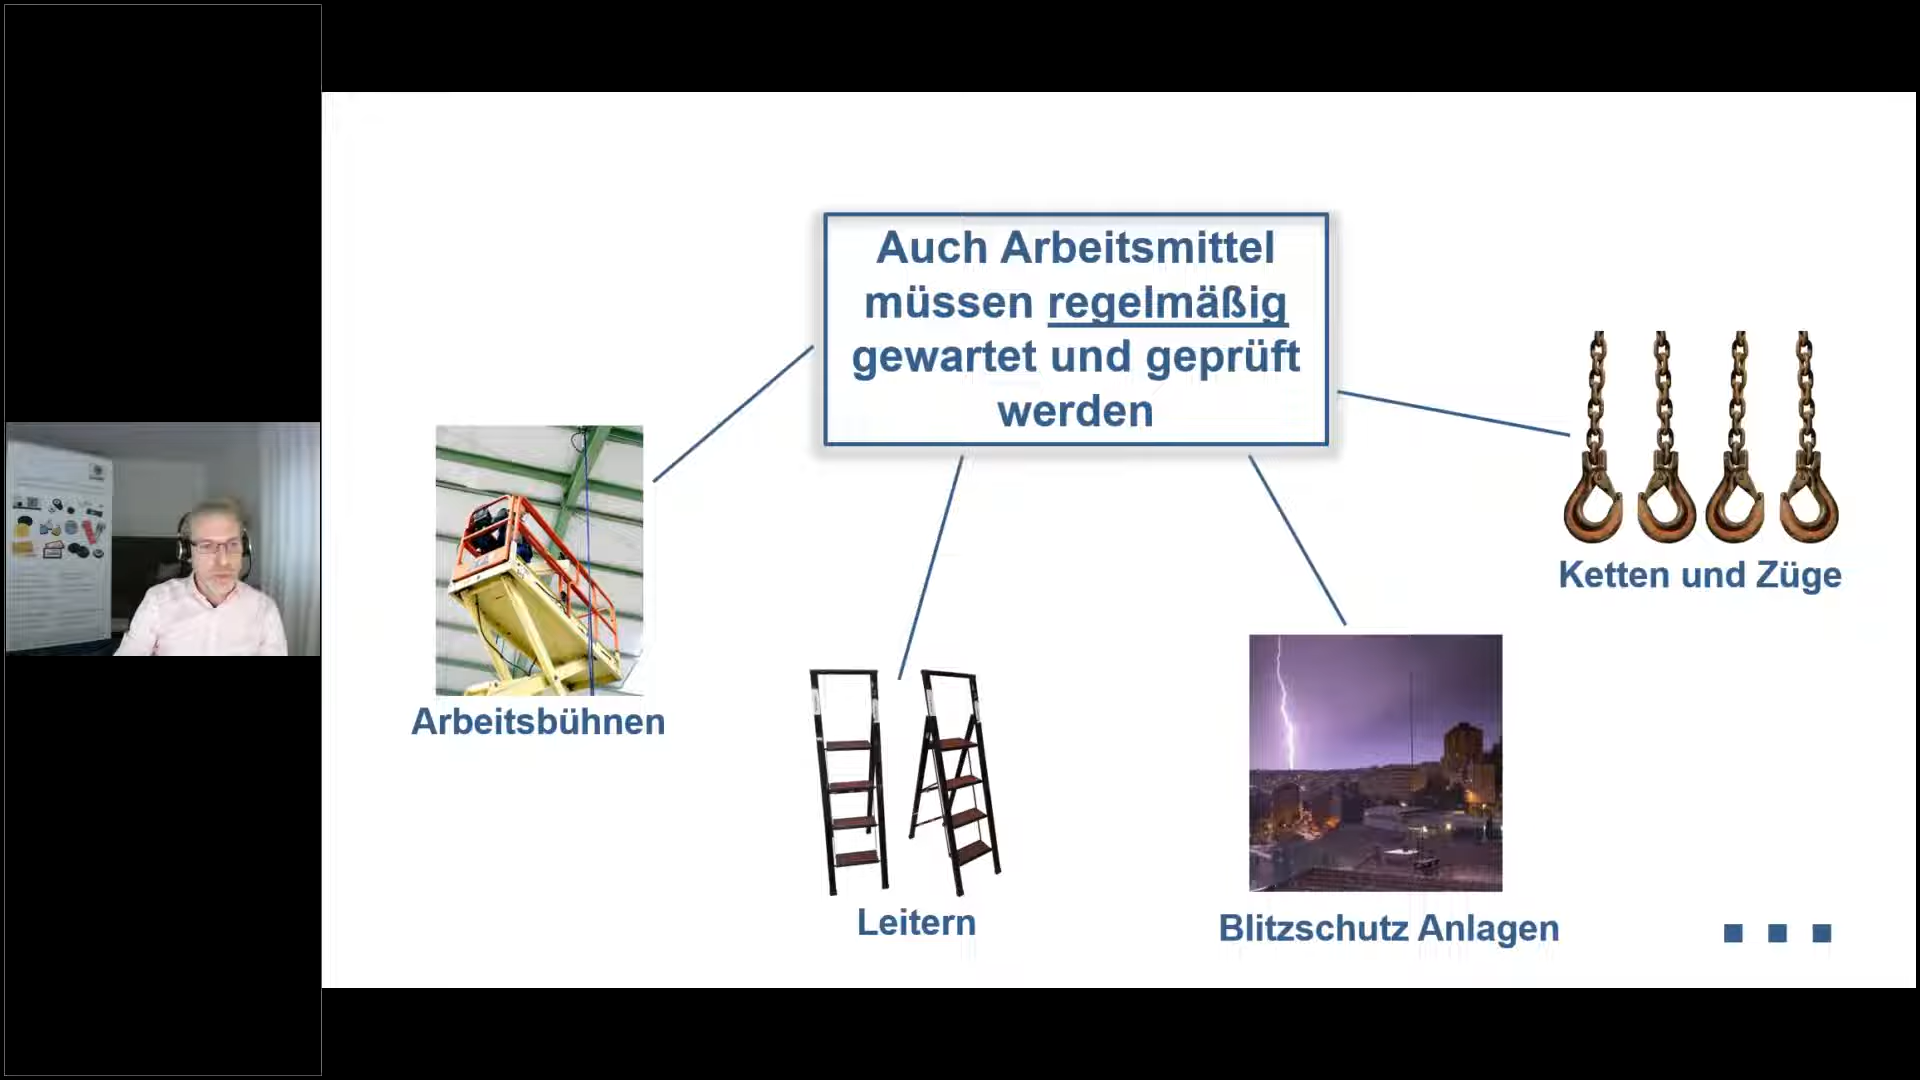 Auch Arbeitsmittel
müssen regelmäßig
gewartet und geprüft
werden
Arbeitsbühnen
Leitern
Blitzschutz Anlagen
Ketten und Züge